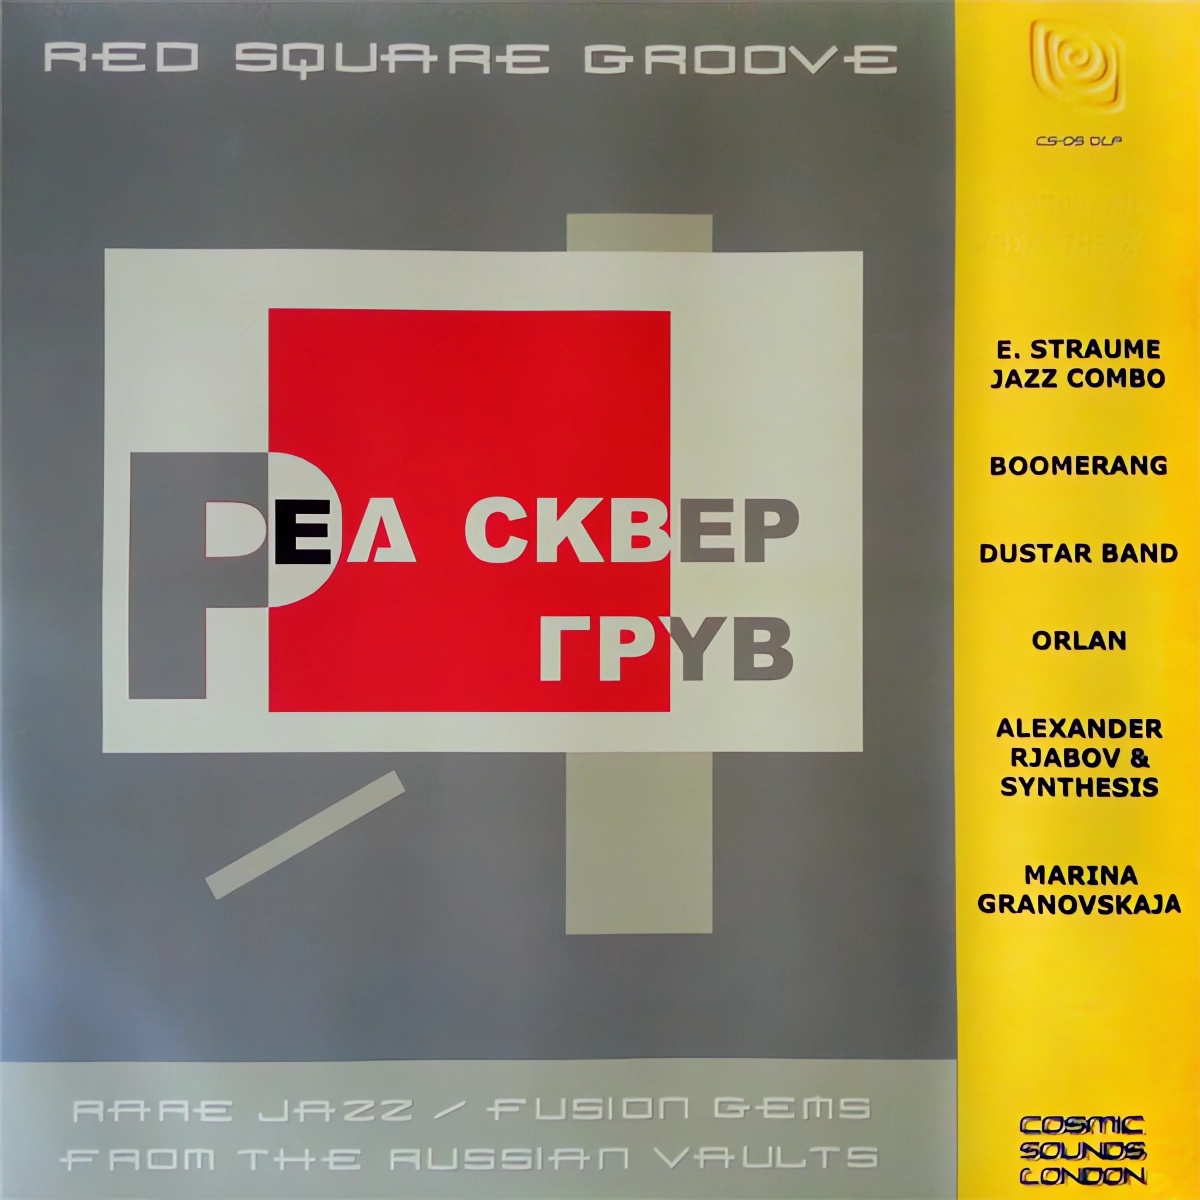 RED SQUARE GROOVE
CS-09 DLP
РЕД СКВЕР
ГРУВ
E. STRAUME
JAZZ COMBO
BOOMERANG
DUSTAR BAND
ORLAN
ALEXANDER
RJABOV &
SYNTHESIS
MARINA
GRANOVSKAJA
RARE JAZZ / FUSION GEMS
FROM THE RUSSIAN VAULTS
COSMIC
SOUNDS
LONDON